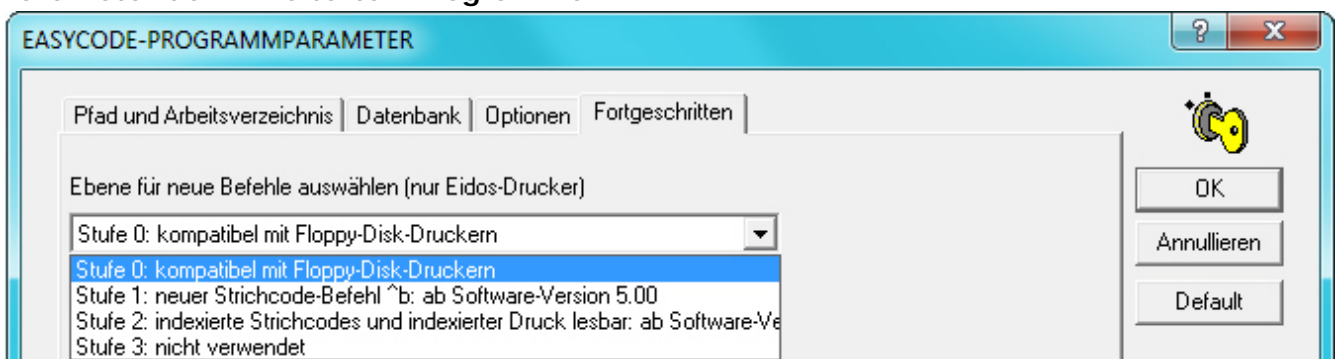 EASYCODE-PROGRAMMPARAMETER
Pfad und Arbeitsverzeichnis Datenbank Optionen Fortgeschritten
Ebene für neue Befehle auswählen (nur Eidos-Drucker)
OK
Stufe 0: kompatibel mit Floppy-Disk-Druckern
Annullieren
Stufe 0: kompatibel mit Floppy-Disk-Druckern
Stufe 1: neuer Strichcode-Befehl ^b: ab Software-Version 5.00
Default
Stufe 2: indexierte Strichcodes und indexierter Druck lesbar: ab Software-Ve
Stufe 3: nicht verwendet